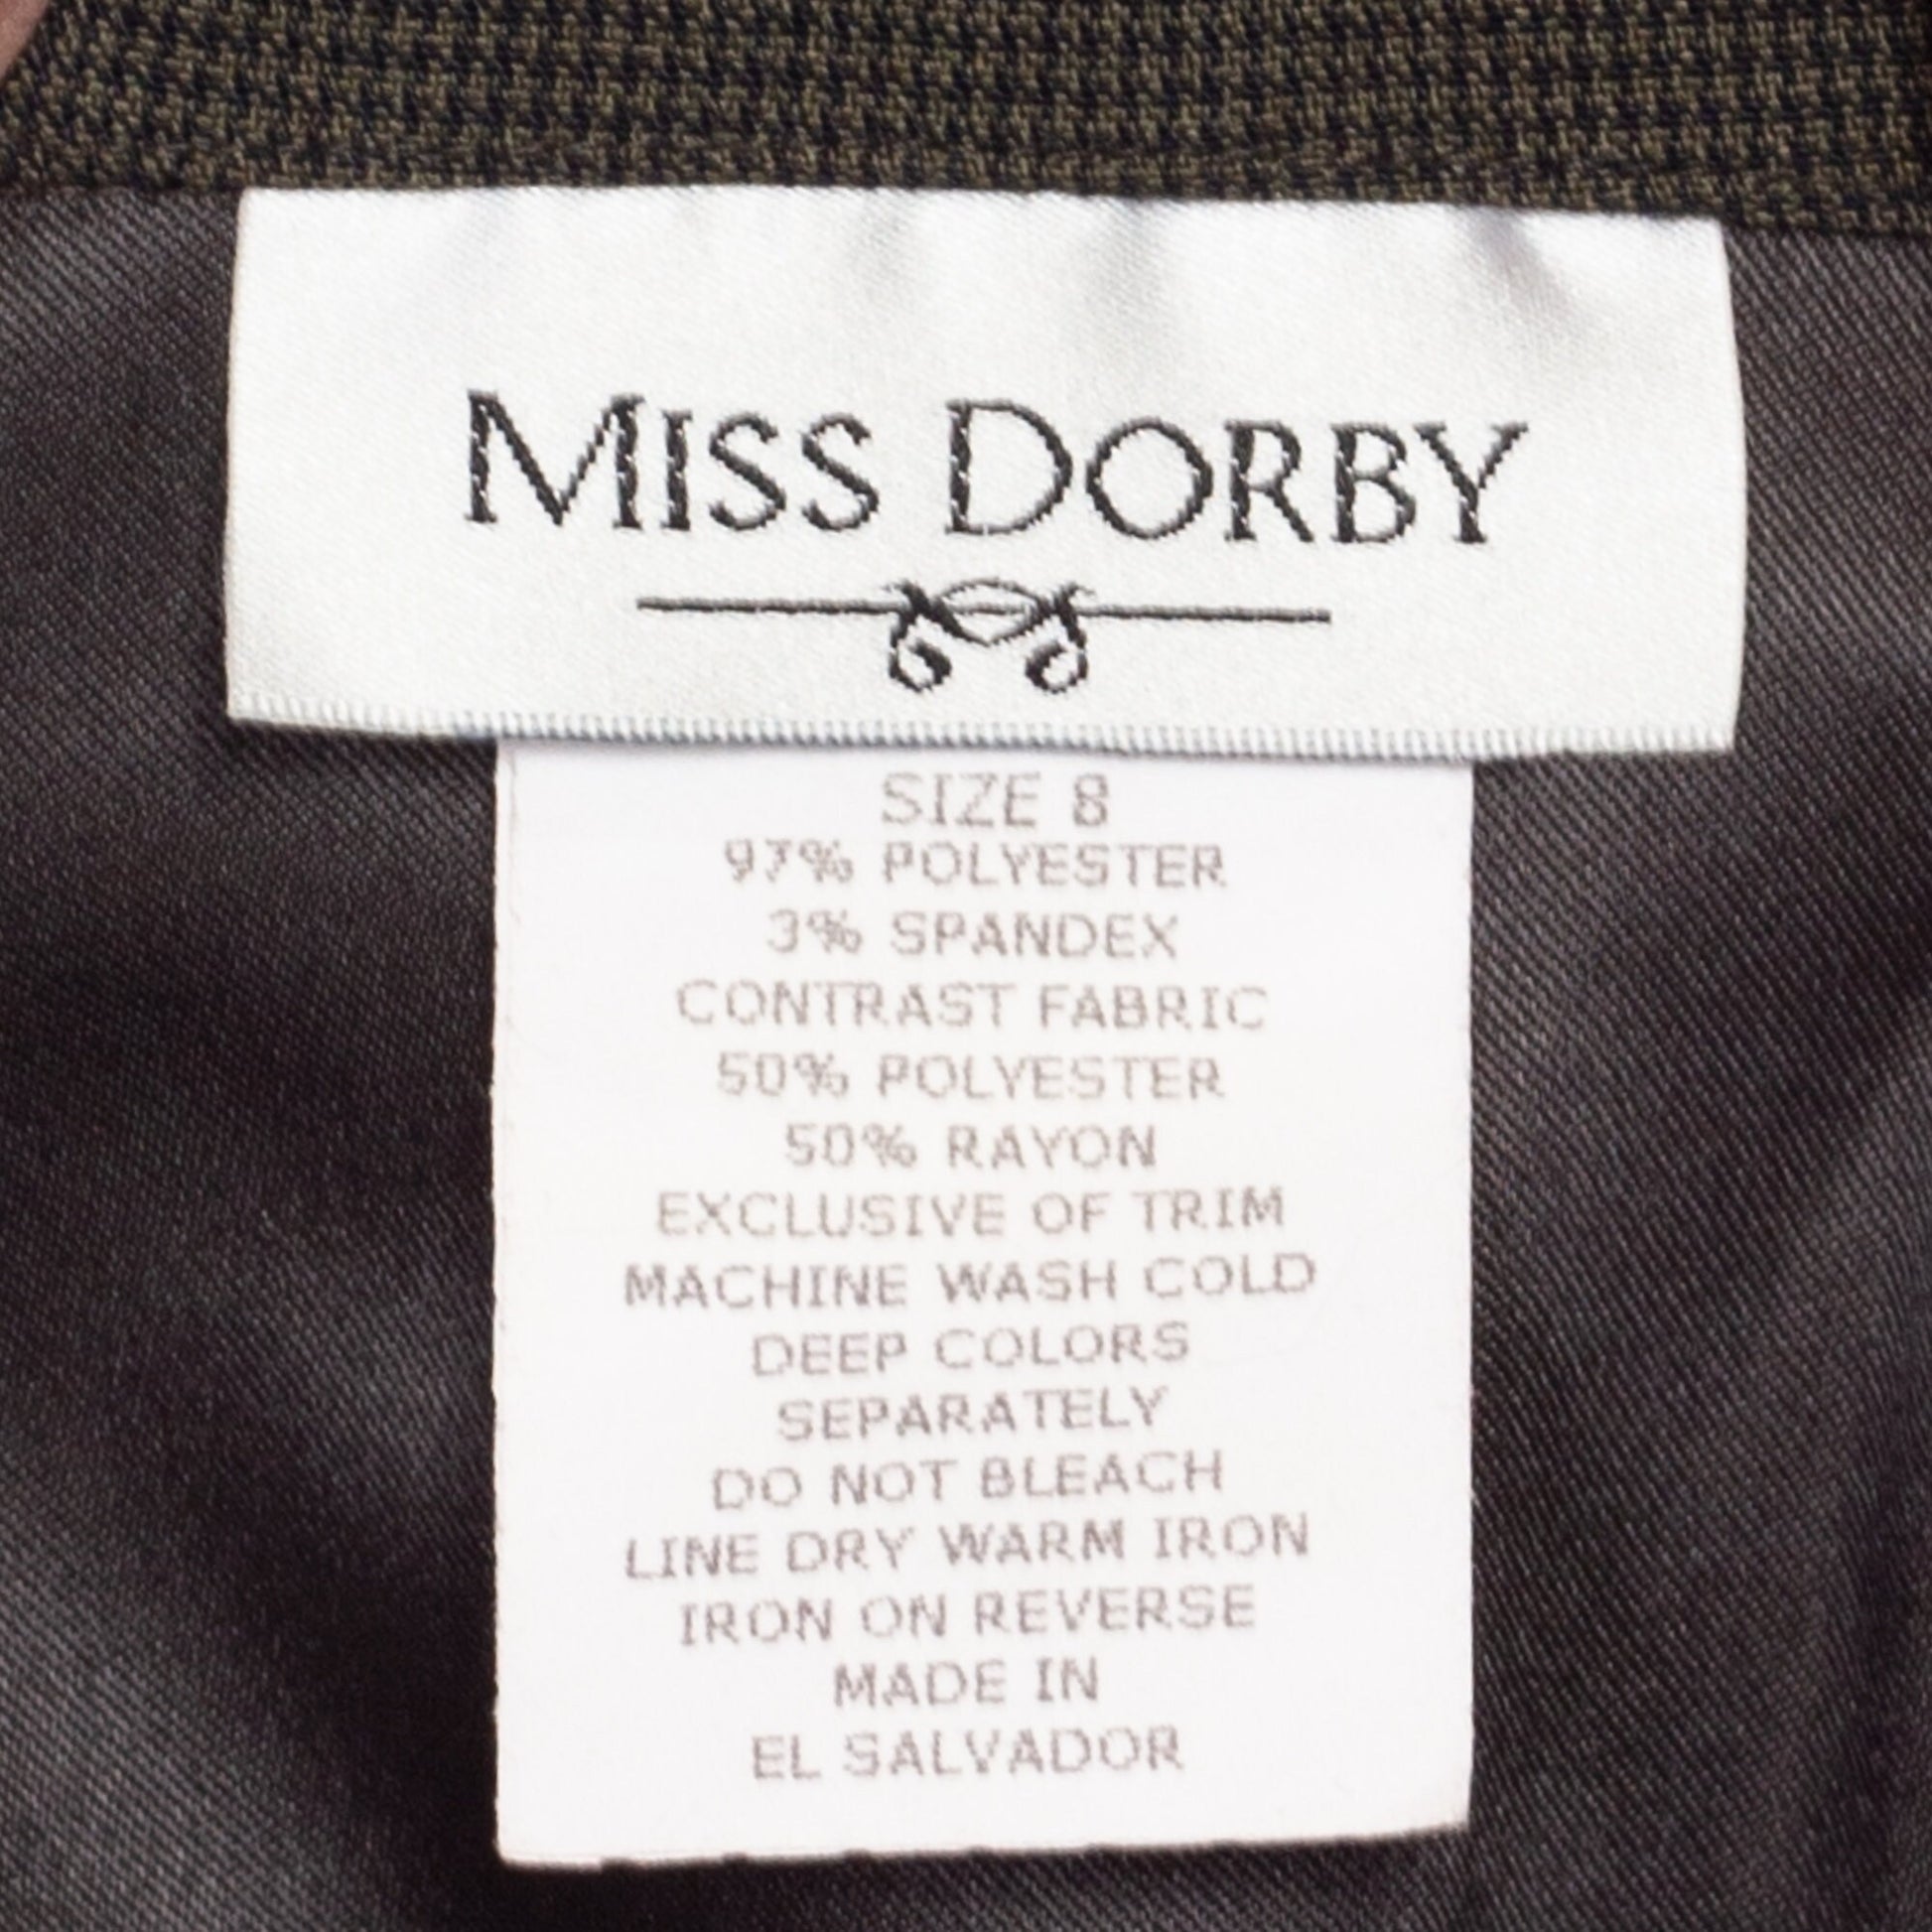 MISS DORBY
SIZE 8
97% POLYESTER
3% SPANDEX
CONTRAST FABRIC
50% POLYESTER
50% RAYON
EXCLUSIVE OF TRIM
MACHINE WASH COLD
DEEP COLORS
SEPARATELY
DO NOT BLEACH
LINE DRY WARM IRON
IRON ON REVERSE
MADE IN
EL SALVADOR